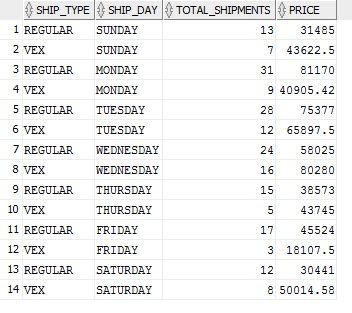 SHIP_TYPE SHIP_DAY TOTAL_SHIPMENTS PRICE
1 REGULAR SUNDAY 13 31485
2 VEX SUNDAY 7 43622.5
3 REGULAR MONDAY 31 81170
4 VEX MONDAY 9 40905.42
5 REGULAR TUESDAY 28 75377
6 VEX TUESDAY 12 65897.5
7 REGULAR WEDNESDAY 24 58025
8 VEX WEDNESDAY 16 80280
9 REGULAR THURSDAY 15 38573
10 VEX THURSDAY 5 43745
11 REGULAR FRIDAY 17 45524
12 VEX FRIDAY 3 18107.5
13 REGULAR SATURDAY 12 30441
14 VEX SATURDAY 8 50014.58